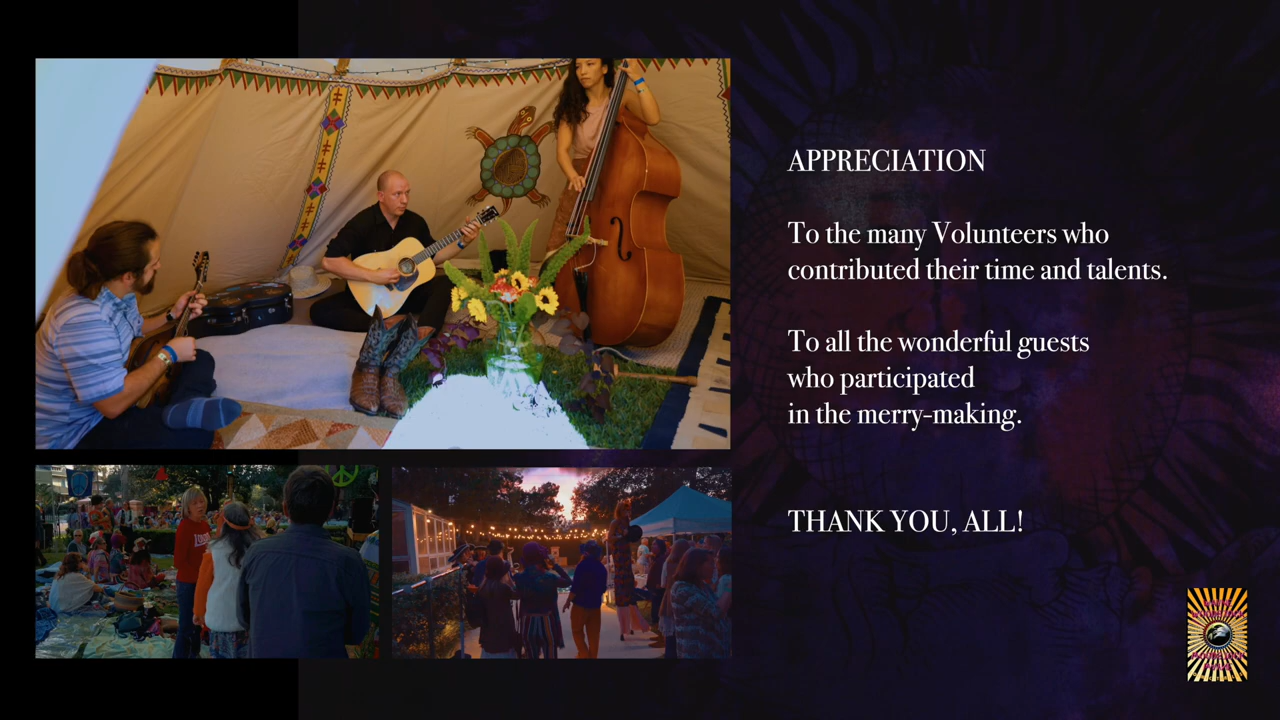 APPRECIATION
To the many Volunteers who
contributed their time and talents.
To all the wonderful guests
who participated
in the merry-making.
THANK YOU, ALL!